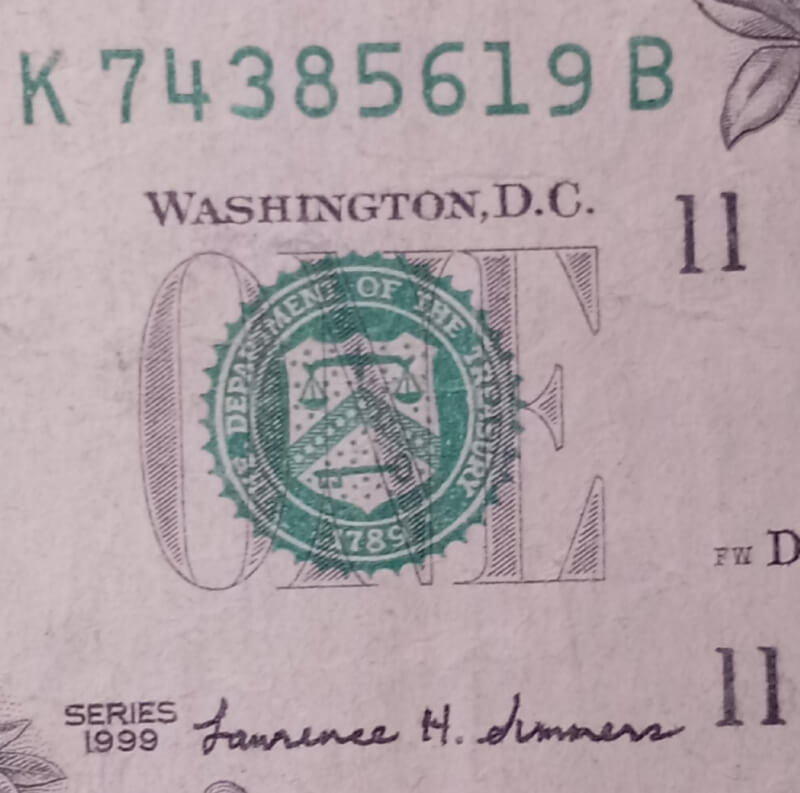 K 74385619 B
WASHINGTON, D.C.
11
ONE
THE DEPARTMENT OF THE TREASURY
1789
FW D
SERIES
1999
Lawrence H. Summers
11